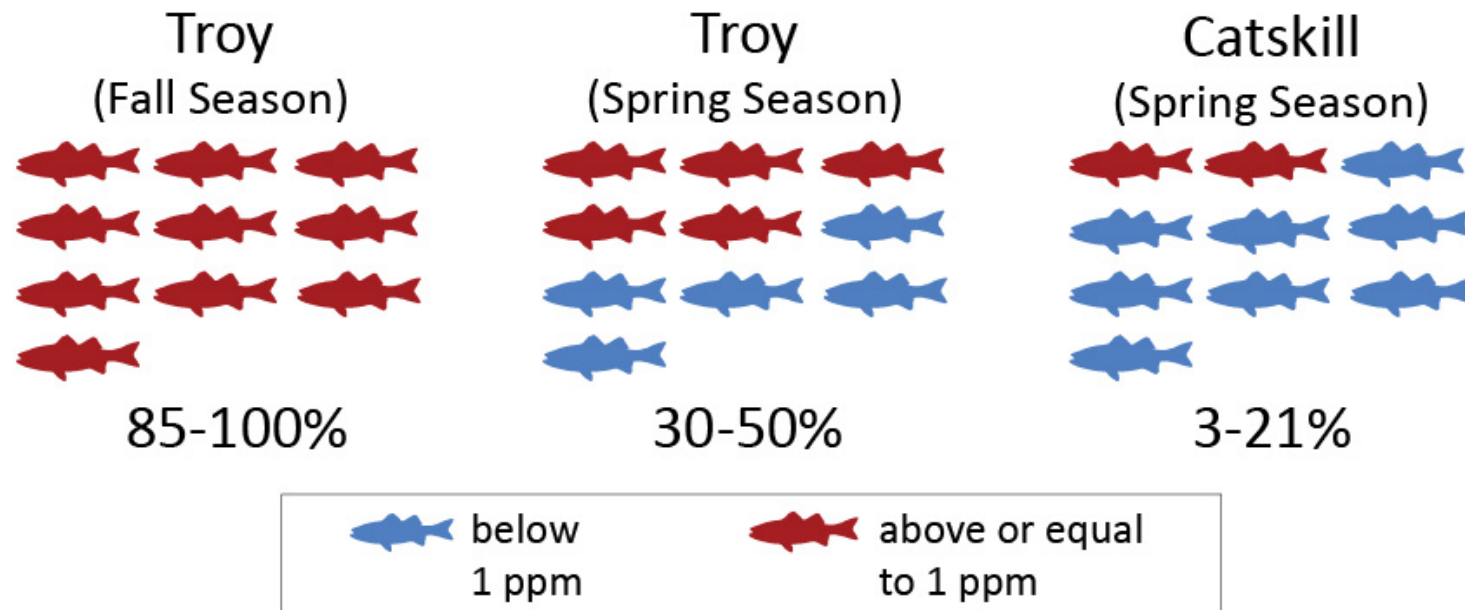 Troy
(Fall Season)
85-100%
Troy
(Spring Season)
30-50%
Catskill
(Spring Season)
3-21%
below
1 ppm
above or equal
to 1 ppm